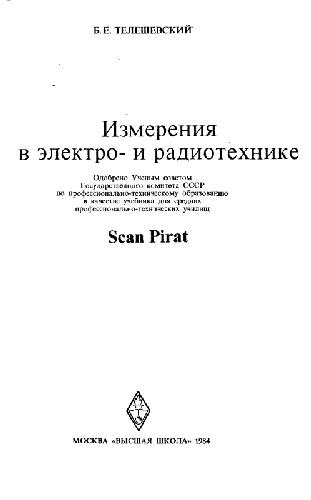 Б. Е. ТЕЛЕШЕВСКИЙ
Измерения
в электро- и радиотехнике
Одобрено Ученым советом
Государственного комитета СССР
по профессионально-техническому образованию
в качестве учебника для средних
профессионально-технических училищ
Scan Pirat
МОСКВА «ВЫСШАЯ ШКОЛА» 1984